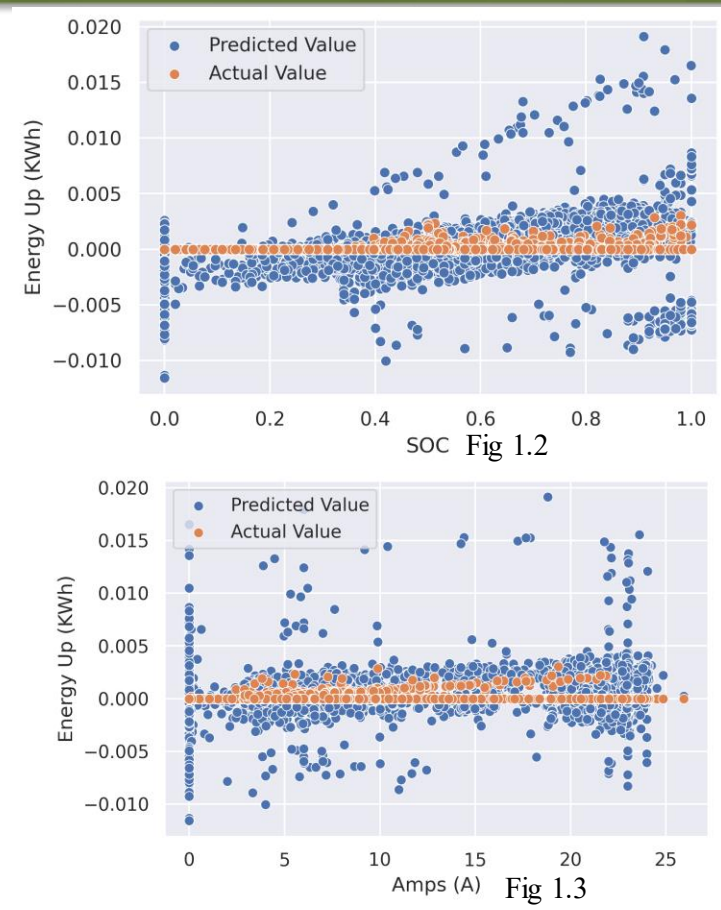 0.020
Predicted Value
Actual Value
0.015
0.010
0.005
0.000
−0.005
−0.010
Energy Up (KWh)
0.0 0.2 0.4 0.6 0.8 1.0
SOC Fig 1.2
0.020
Predicted Value
Actual Value
0.015
0.010
0.005
0.000
−0.005
−0.010
Energy Up (KWh)
0 5 10 15 20 25
Amps (A) Fig 1.3